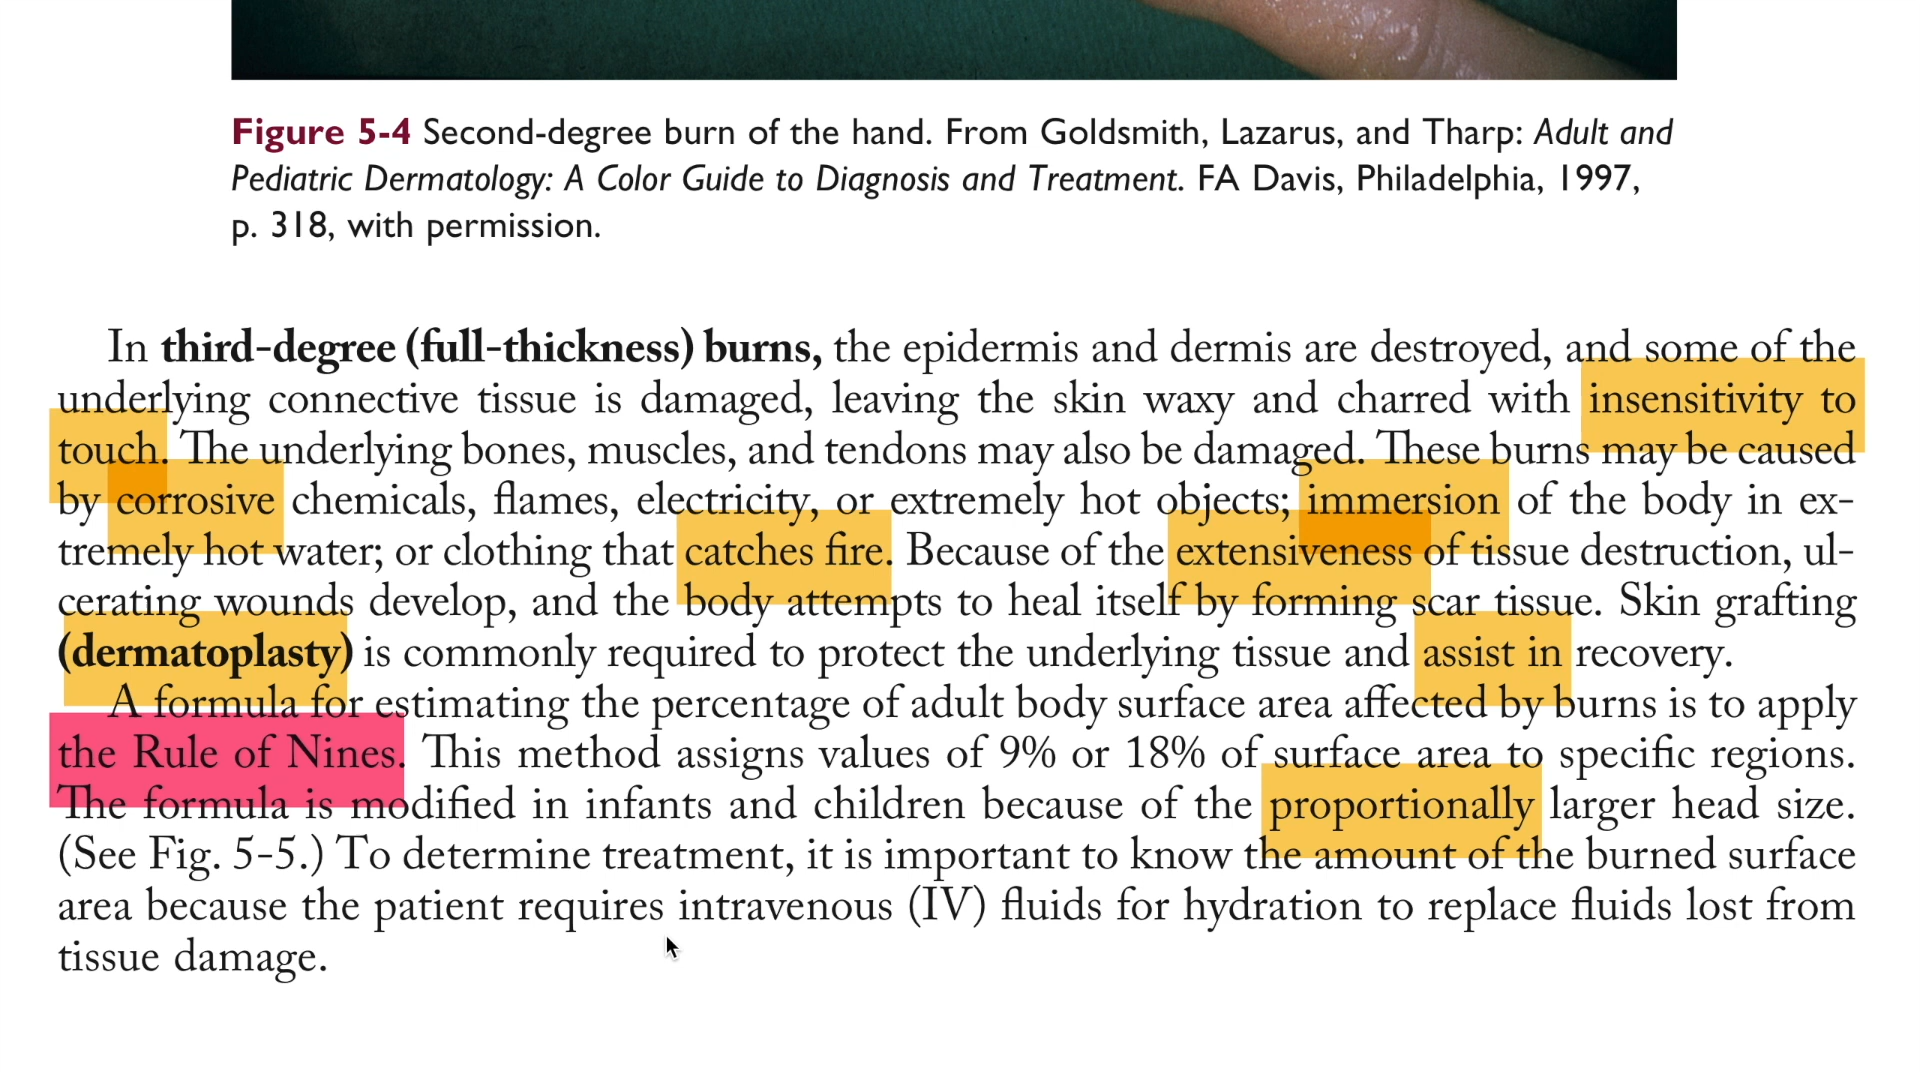 Figure 5-4 Second-degree burn of the hand. From Goldsmith, Lazarus, and Tharp: Adult and
Pediatric Dermatology: A Color Guide to Diagnosis and Treatment. FA Davis, Philadelphia, 1997,
p. 318, with permission.
In third-degree (full-thickness) burns, the epidermis and dermis are destroyed, and some of the
underlying connective tissue is damaged, leaving the skin waxy and charred with insensitivity to
touch. The underlying bones, muscles, and tendons may also be damaged. These burns may be caused
by corrosive chemicals, flames, electricity, or extremely hot objects; immersion of the body in ex-
tremely hot water; or clothing that catches fire. Because of the extensiveness of tissue destruction, ul-
cerating wounds develop, and the body attempts to heal itself by forming scar tissue. Skin grafting
(dermatoplasty) is commonly required to protect the underlying tissue and assist in recovery.
A formula for estimating the percentage of adult body surface area affected by burns is to apply
the Rule of Nines. This method assigns values of 9% or 18% of surface area to specific regions.
The formula is modified in infants and children because of the proportionally larger head size.
(See Fig. 5-5.) To determine treatment, it is important to know the amount of the burned surface
area because the patient requires intravenous (IV) fluids for hydration to replace fluids lost from
tissue damage.